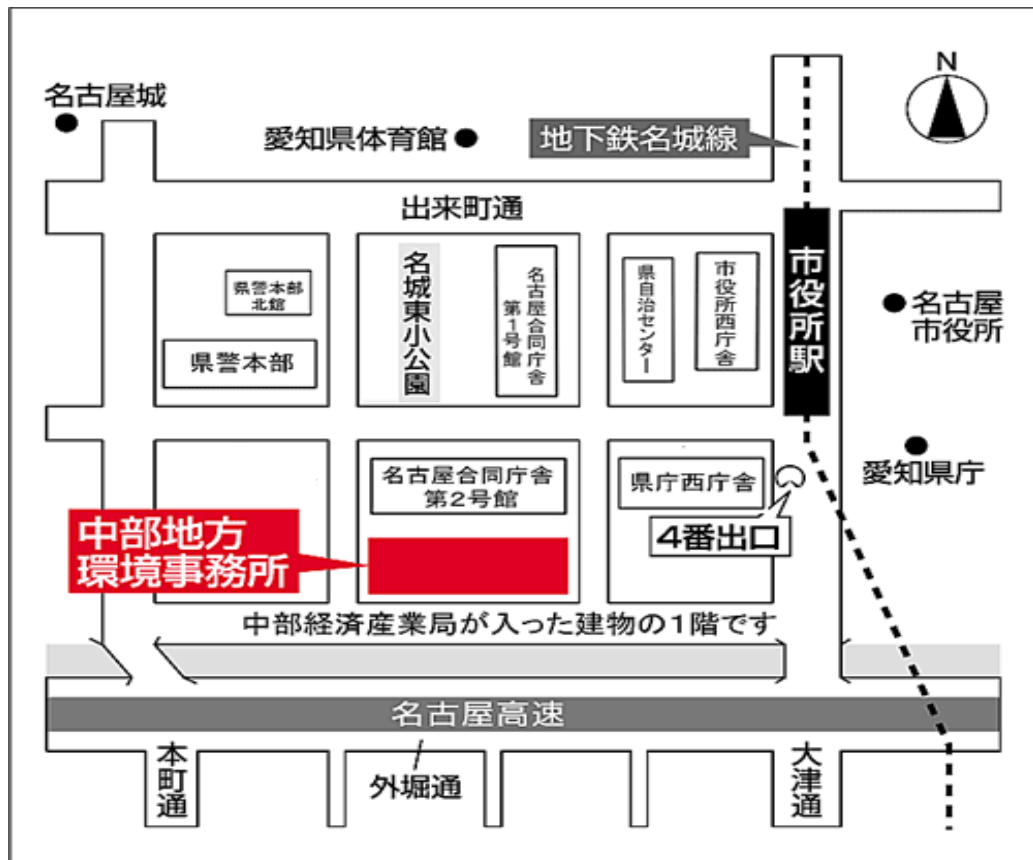 N
名古屋城
愛知県体育館
地下鉄名城線
出来町通
県警本部
北館
県警本部
名城東小公園
名古屋合同庁舎
第1号館
県自治センター
市役所西庁舎
市役所駅
名古屋
市役所
愛知県庁
名古屋合同庁舎
第2号館
県庁西庁舎
4番出口
中部地方
環境事務所
中部経済産業局が入った建物の1階です
名古屋高速
本町通
外堀通
大津通